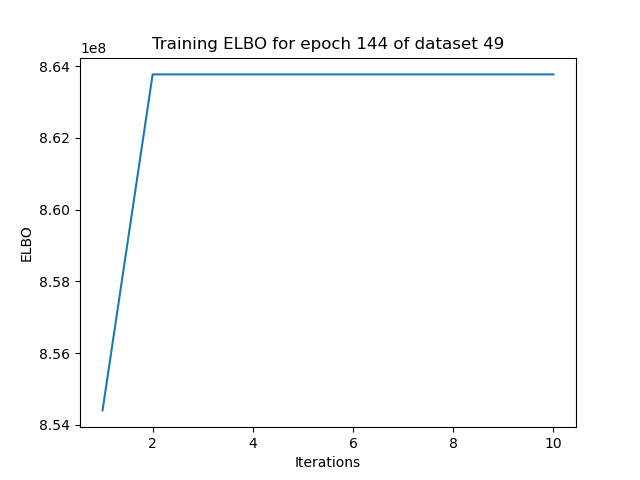 Training ELBO for epoch 144 of dataset 49
1e8
8.64
8.62
8.60
8.58
8.56
8.54
ELBO
2 4 6 8 10
Iterations